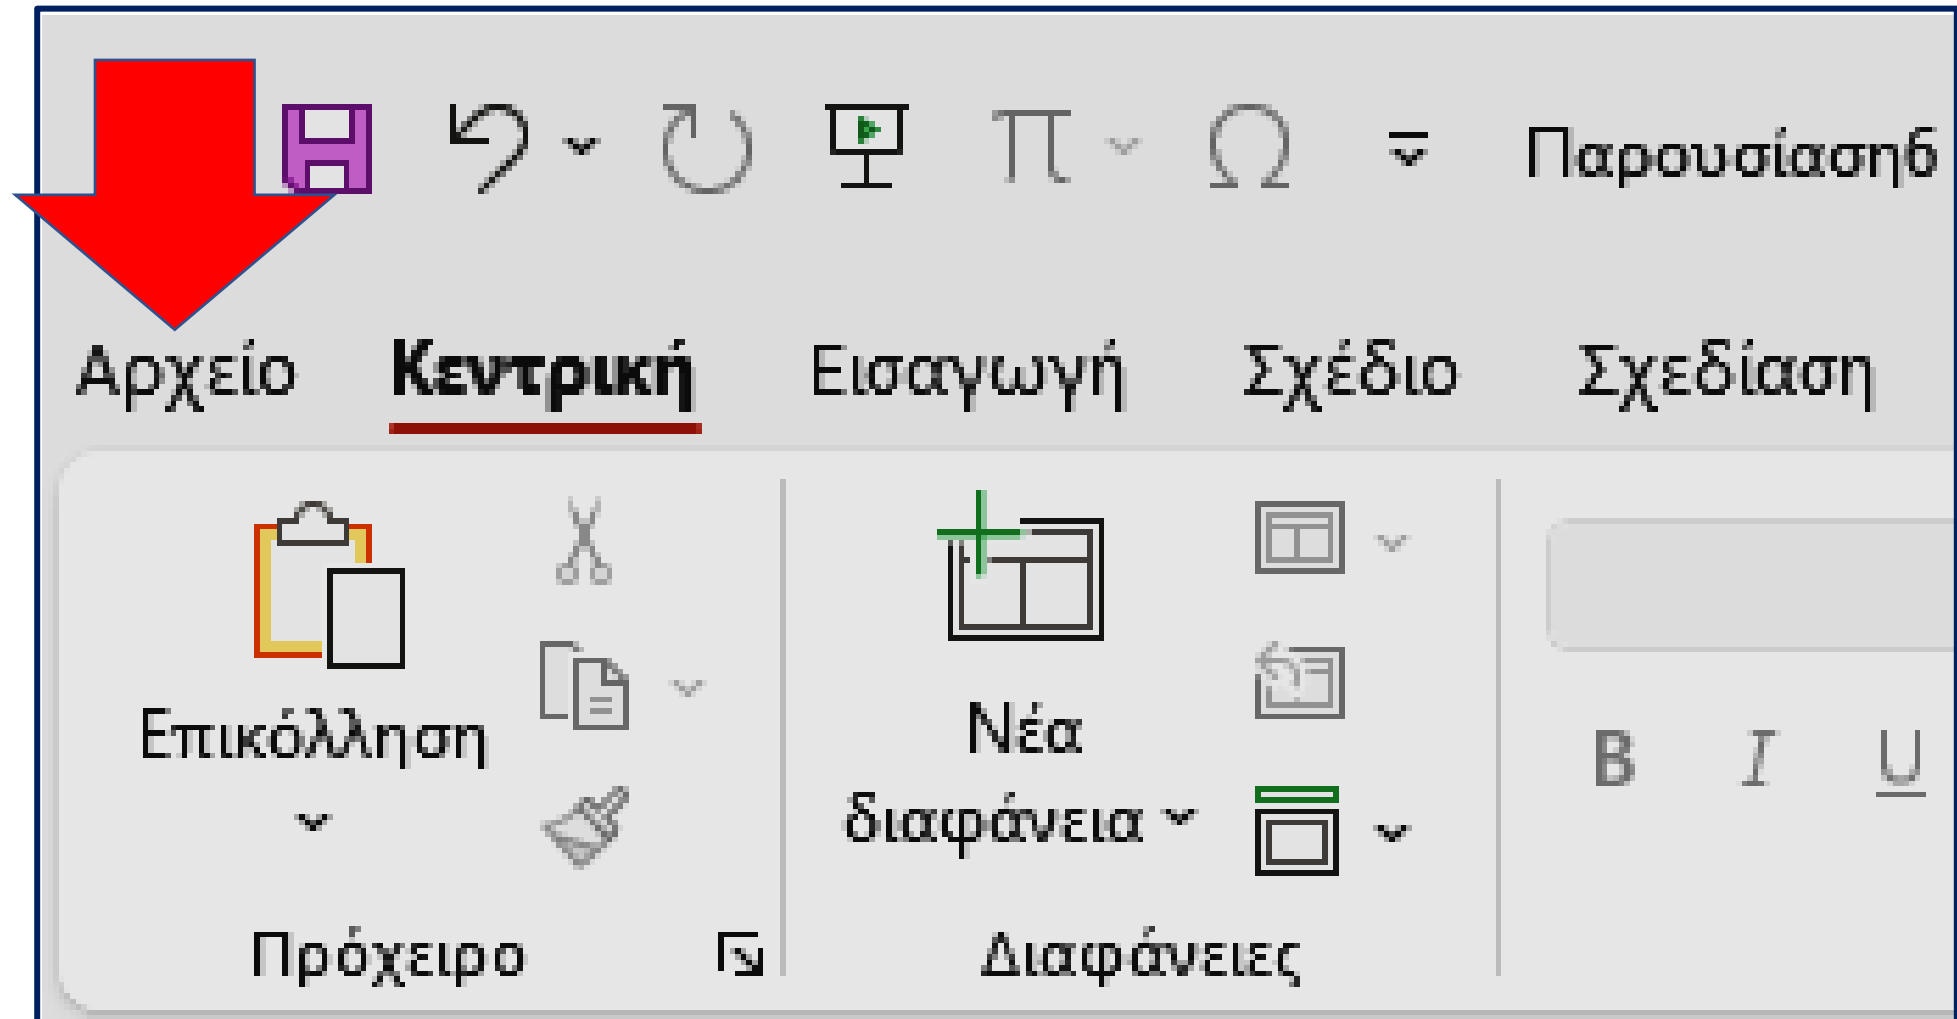 Παρουσίαση6
Αρχείο Κεντρική Εισαγωγή Σχέδιο Σχεδίαση
Επικόλληση
Νέα
διαφάνεια
B I U
Πρόχειρο Διαφάνειες